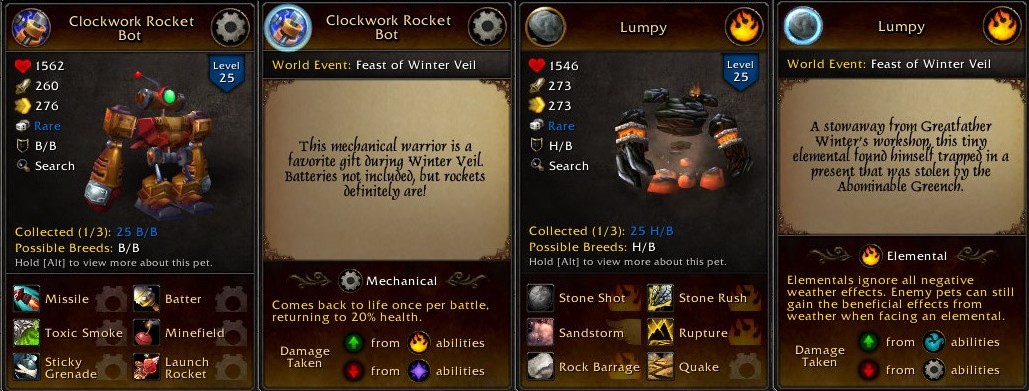 Clockwork Rocket
Bot
1562
Level
25
260
276
Rare
B/B
Search
Collected (1/3): 25 B/B
Possible Breeds: B/B
Hold [Alt] to view more about this pet.
Missile
Batter
Toxic Smoke
Minefield
Sticky
Grenade
Launch
Rocket
Clockwork Rocket
Bot
World Event: Feast of Winter Veil
This mechanical warrior is a
favorite gift during Winter Veil.
Batteries not included, but rockets
definitely are!
Mechanical
Comes back to life once per battle,
returning to 20% health.
Damage
Taken
from abilities
from abilities
Lumpy
1546
Level
25
273
273
Rare
H/B
Search
Collected (1/3): 25 H/B
Possible Breeds: H/B
Hold [Alt] to view more about this pet.
Stone Shot
Stone Rush
Sandstorm
Rupture
Rock Barrage
Quake
Lumpy
World Event: Feast of Winter Veil
A stowaway from Greatfather
Winter's workshop, this tiny
elemental found himself trapped in a
present that was stolen by the
Abominable Greench.
Elemental
Elementals ignore all negative
weather effects. Enemy pets can still
gain the beneficial effects from
weather when facing an elemental.
Damage
Taken
from abilities
from abilities